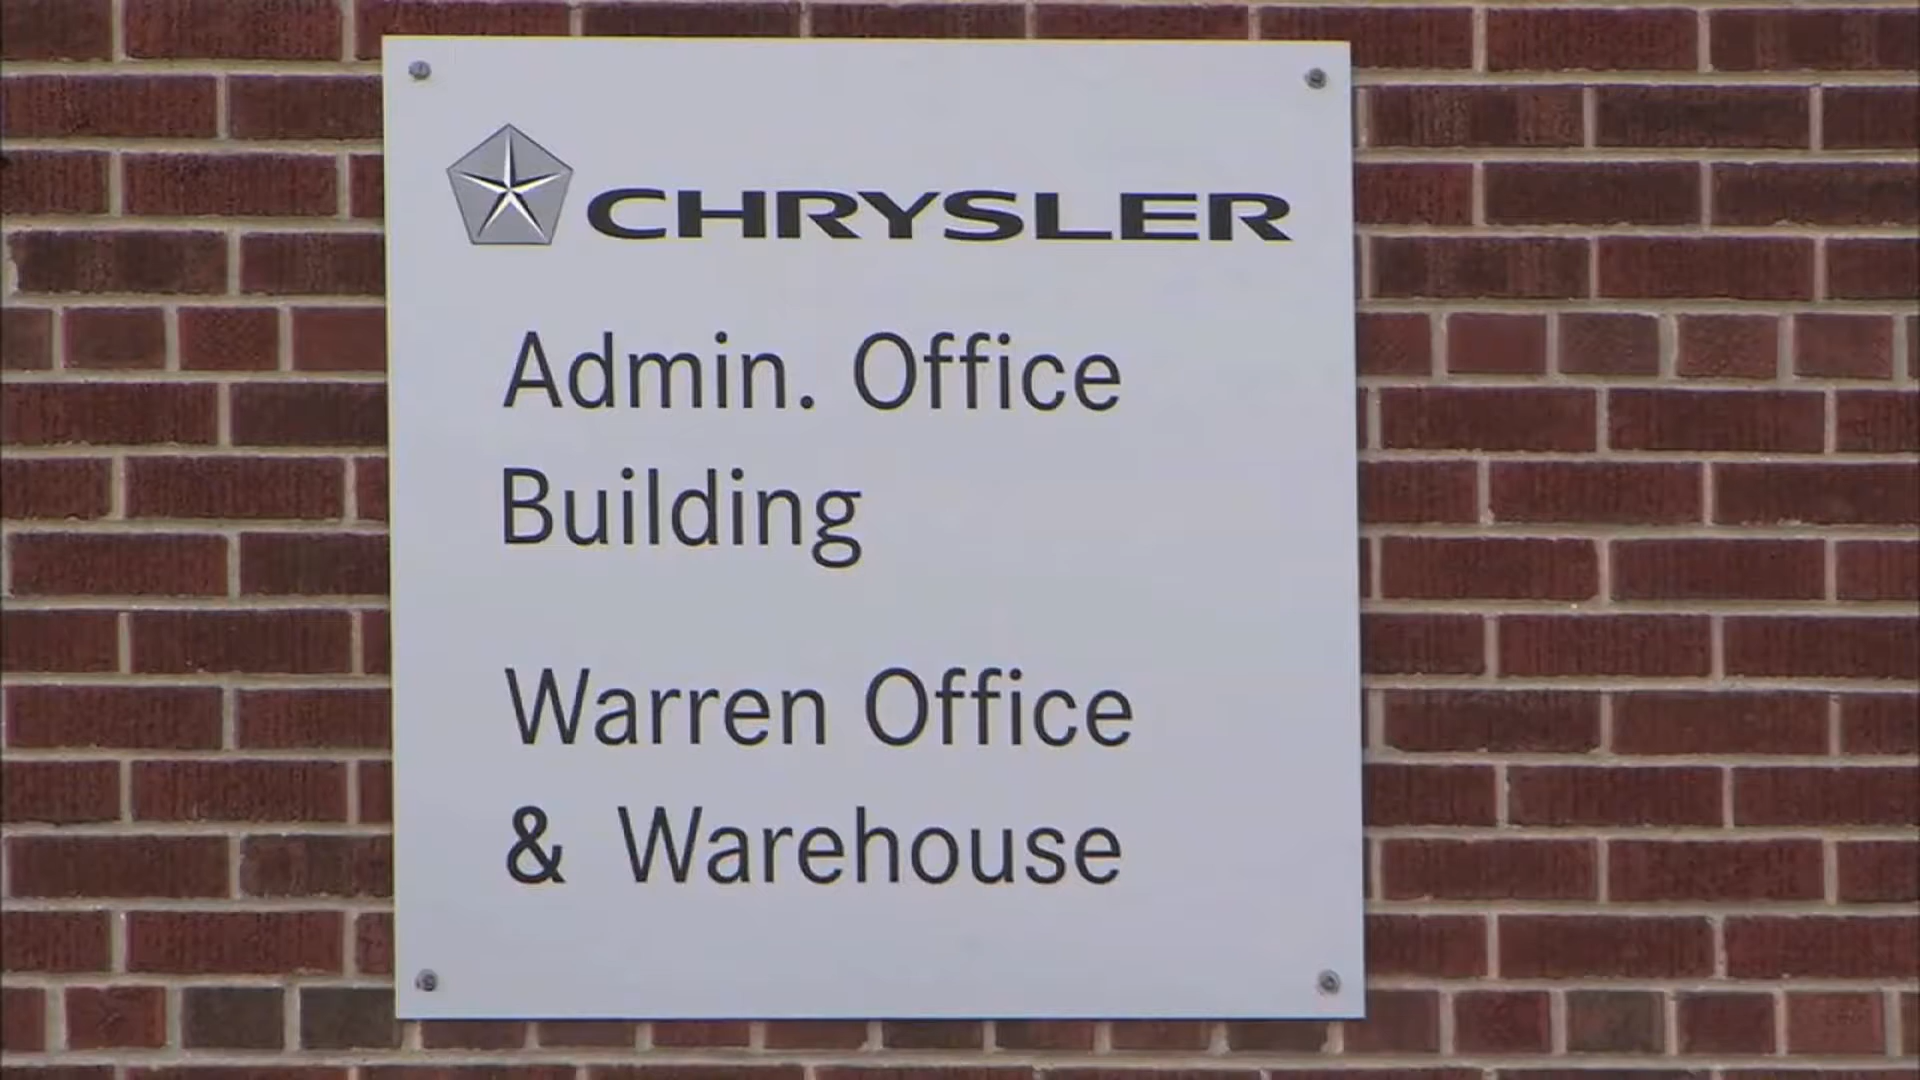 CHRYSLER
Admin. Office
Building
Warren Office
& Warehouse